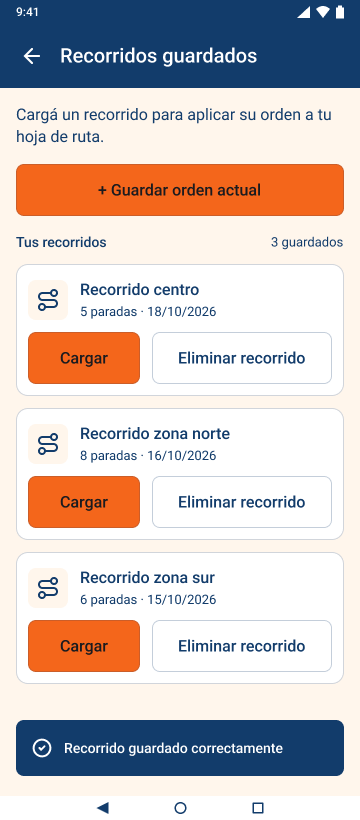 9:41
Recorridos guardados
Cargá un recorrido para aplicar su orden a tu
hoja de ruta.
+ Guardar orden actual
Tus recorridos
3 guardados
Recorrido centro
5 paradas · 18/10/2026
Cargar
Eliminar recorrido
Recorrido zona norte
8 paradas · 16/10/2026
Cargar
Eliminar recorrido
Recorrido zona sur
6 paradas · 15/10/2026
Cargar
Eliminar recorrido
Recorrido guardado correctamente